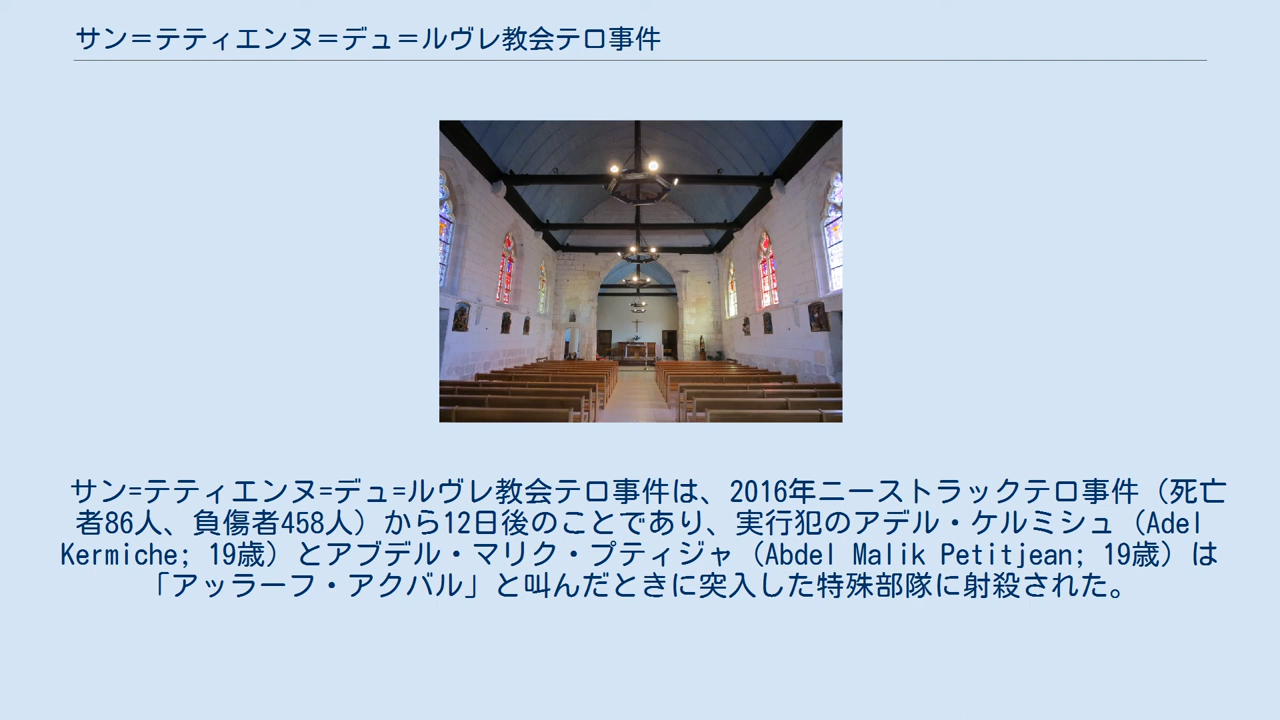 サン＝テティエンヌ＝デュ＝ルヴレ教会テロ事件
サン=テティエンヌ=デュ=ルヴレ教会テロ事件は、2016年ニーストラックテロ事件（死亡
者86人、負傷者458人）から12日後のことであり、実行犯のアデル・ケルミシュ（Adel
Kermiche; 19歳）とアブデル・マリク・プティジャ（Abdel Malik Petitjean; 19歳）は
「アッラーフ・アクバル」と叫んだときに突入した特殊部隊に射殺された。